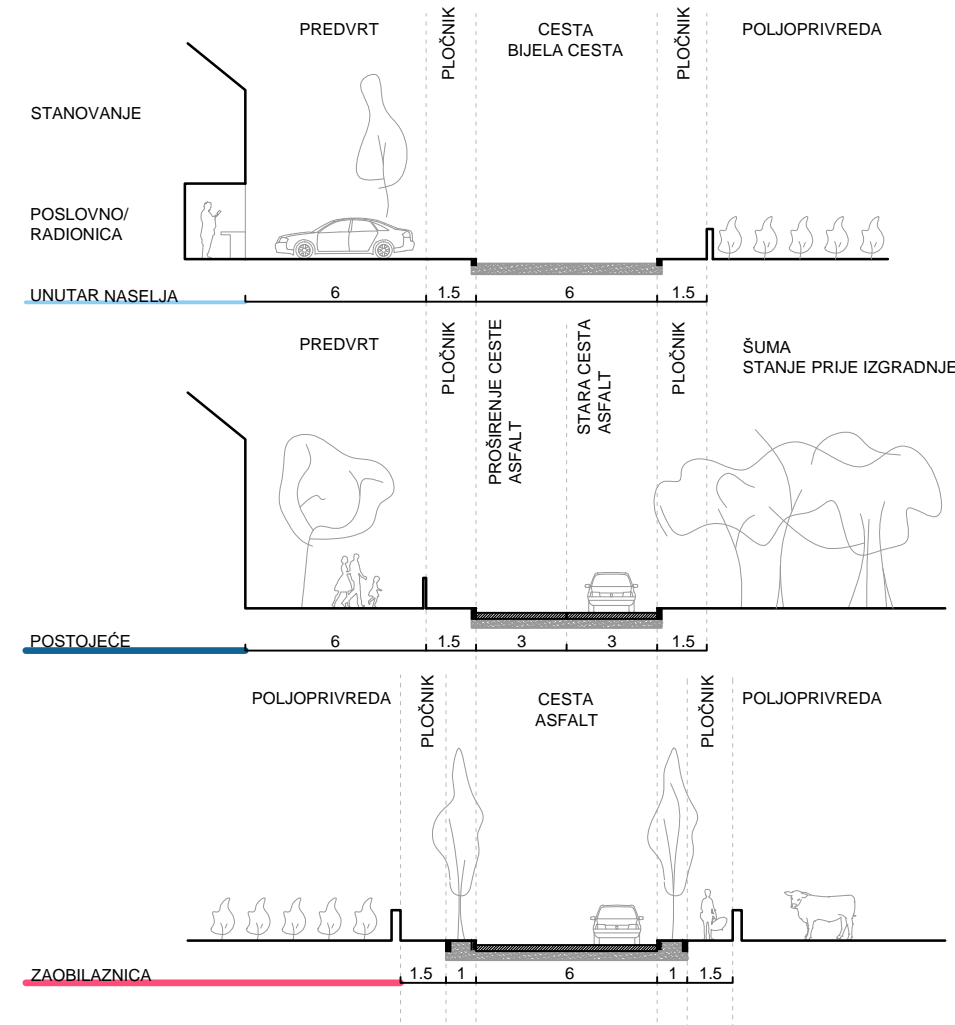 PREDVRT
PLOČNIK
CESTA
BIJELA CESTA
PLOČNIK
POLJOPRIVREDA
STANOVANJE
POSLOVNO/
RADIONICA
UNUTAR NASELJA
6
1.5
6
1.5
PREDVRT
PLOČNIK
PROŠIRENJE CESTE
ASFALT
STARA CESTA
ASFALT
PLOČNIK
ŠUMA
STANJE PRIJE IZGRADNJE
POSTOJEĆE
6
1.5
3
3
1.5
POLJOPRIVREDA
PLOČNIK
CESTA
ASFALT
PLOČNIK
POLJOPRIVREDA
ZAOBILAZNICA
1.5
1
6
1
1.5